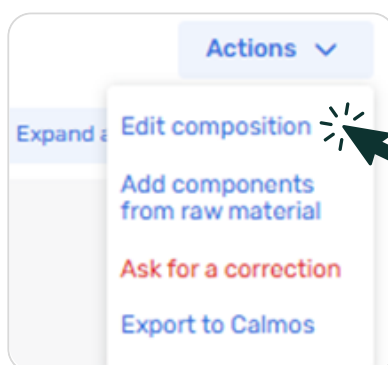 Actions
Expand a
Edit composition
Add components
from raw material
Ask for a correction
Export to Calmos